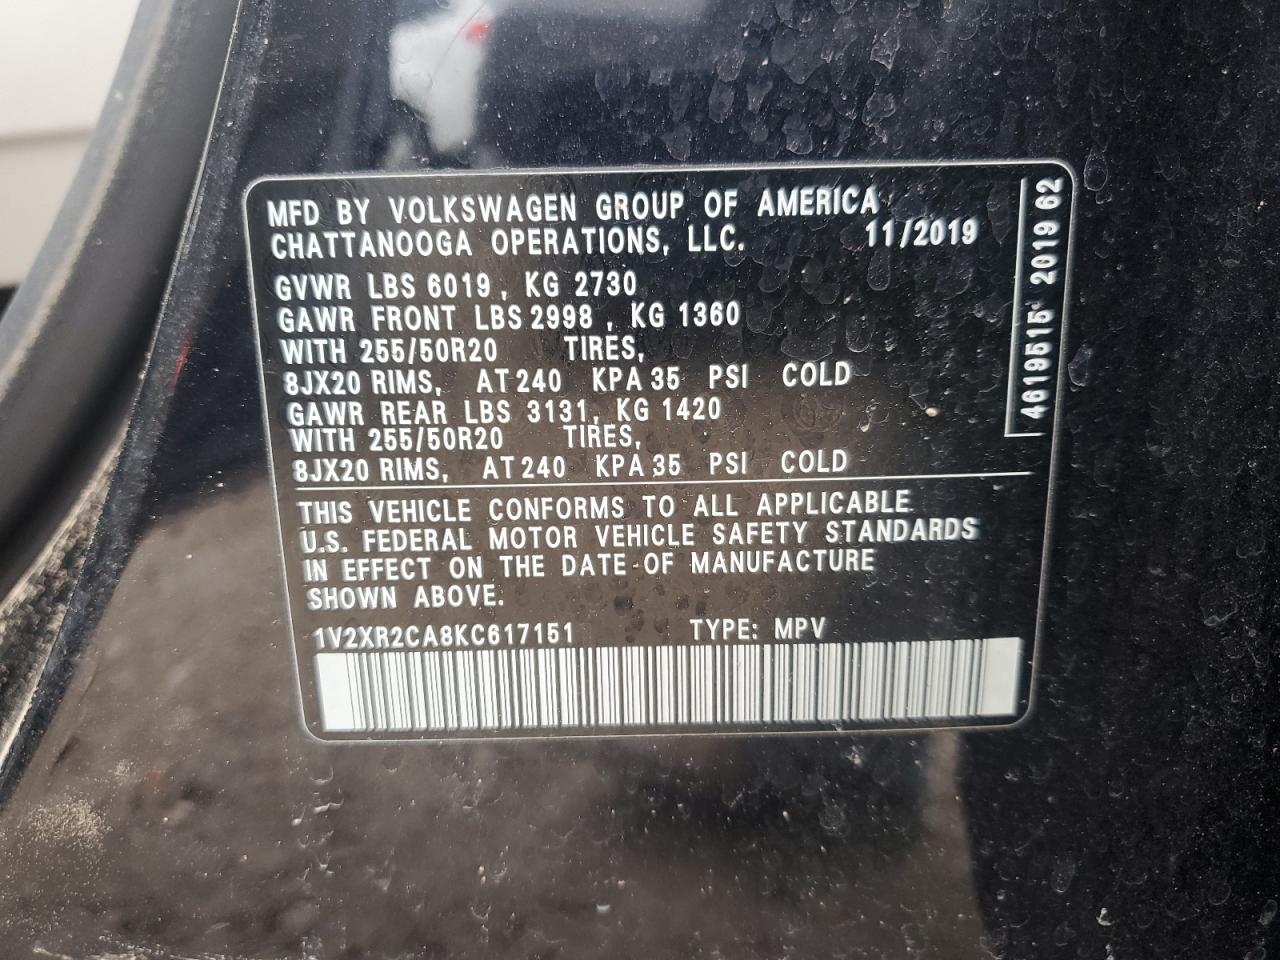 MFD BY VOLKSWAGEN GROUP OF AMERICA
CHATTANOOGA OPERATIONS, LLC. 11/2019
GVWR LBS 6019, KG 2730
GAWR FRONT LBS 2998, KG 1360
WITH 255/50R20 TIRES,
8JX20 RIMS, AT 240 KPA 35 PSI COLD
GAWR REAR LBS 3131, KG 1420
WITH 255/50R20 TIRES,
8JX20 RIMS, AT 240 KPA 35 PSI COLD
THIS VEHICLE CONFORMS TO ALL APPLICABLE
U.S. FEDERAL MOTOR VEHICLE SAFETY STANDARDS
IN EFFECT ON THE DATE OF MANUFACTURE
SHOWN ABOVE.
1V2XR2CA8KC617151 TYPE: MPV
4619515 2019 62